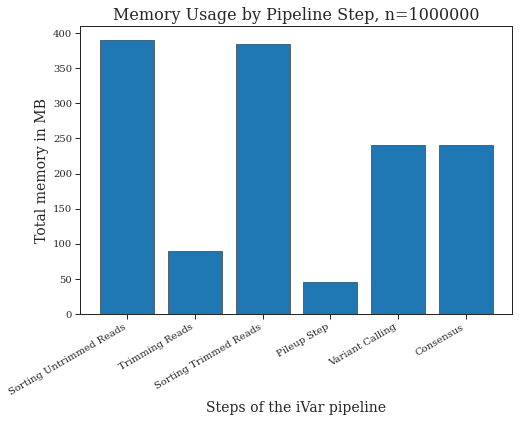 Memory Usage by Pipeline Step, n=1000000
400
350
300
250
200
150
100
50
0
Total memory in MB
Sorting Untrimmed Reads
Trimming Reads
Sorting Trimmed Reads
Pileup Step
Variant Calling
Consensus
Steps of the iVar pipeline